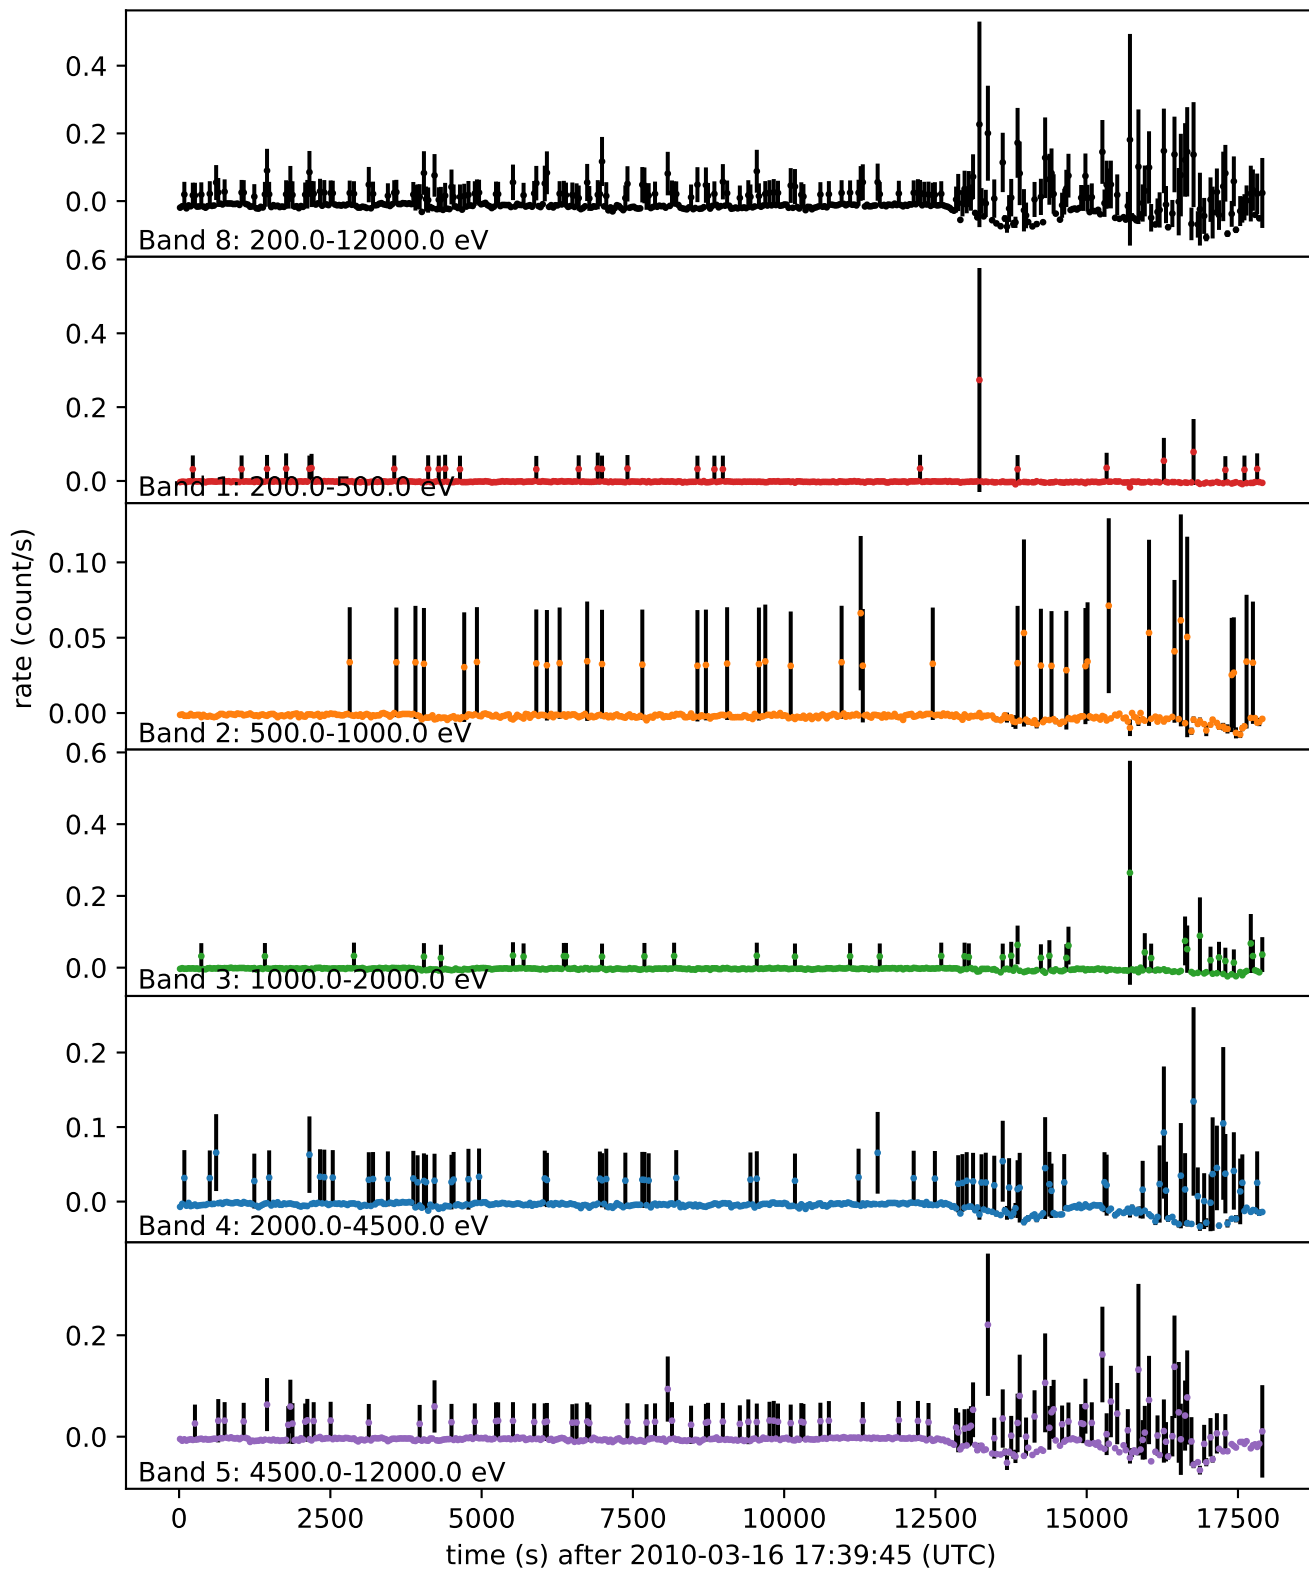 0.4
0.2
0.0
Band 8: 200.0-12000.0 eV
0.6
0.4
0.2
0.0
Band 1: 200.0-500.0 eV
0.10
0.05
0.00
Band 2: 500.0-1000.0 eV
rate (count/s)
0.6
0.4
0.2
0.0
Band 3: 1000.0-2000.0 eV
0.2
0.1
0.0
Band 4: 2000.0-4500.0 eV
0.2
0.0
Band 5: 4500.0-12000.0 eV
0 2500 5000 7500 10000 12500 15000 17500
time (s) after 2010-03-16 17:39:45 (UTC)